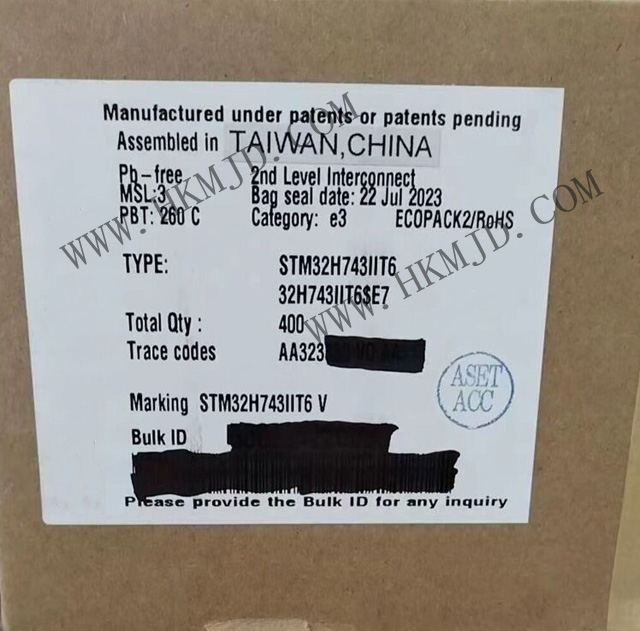 Manufactured under patents or patents pending
Assembled in TAIWAN,CHINA
Pb-free 2nd Level Interconnect
MSL:3 Bag seal date: 22 Jul 2023
PBT: 260 C Category: e3 ECOPACK2/RoHS
TYPE: STM32H743IIT6
32H743IIT6$E7
Total Qty : 400
Trace codes AA323
ASET
ACC
Marking STM32H743IIT6 V
Bulk ID
Please provide the Bulk ID for any inquiry
WWW.HKMJD.COM
WWW.HKMJD.COM